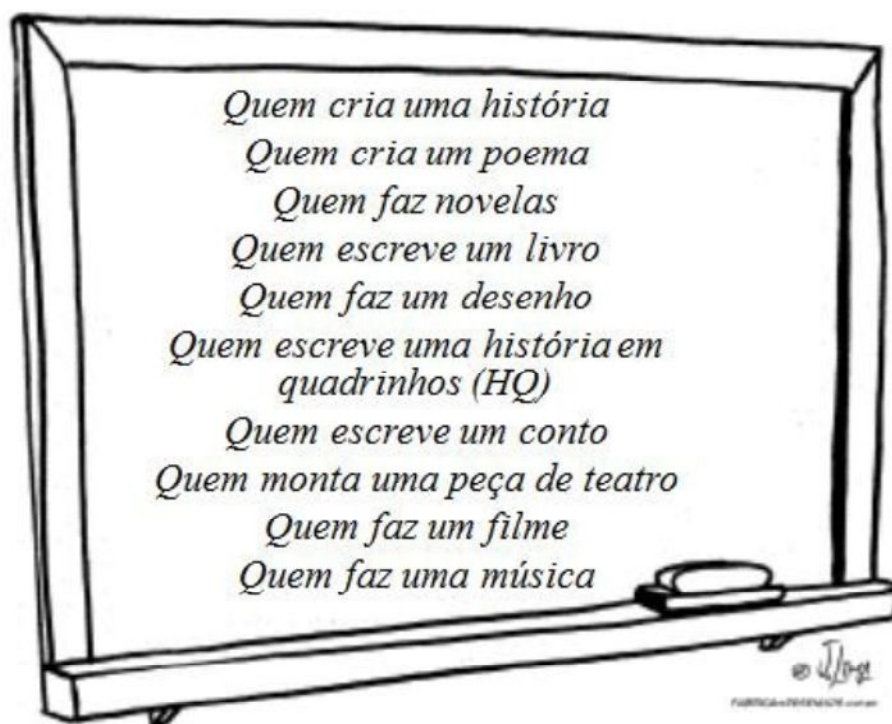 Quem cria uma história
Quem cria um poema
Quem faz novelas
Quem escreve um livro
Quem faz um desenho
Quem escreve uma história em
quadrinhos (HQ)
Quem escreve um conto
Quem monta uma peça de teatro
Quem faz um filme
Quem faz uma música